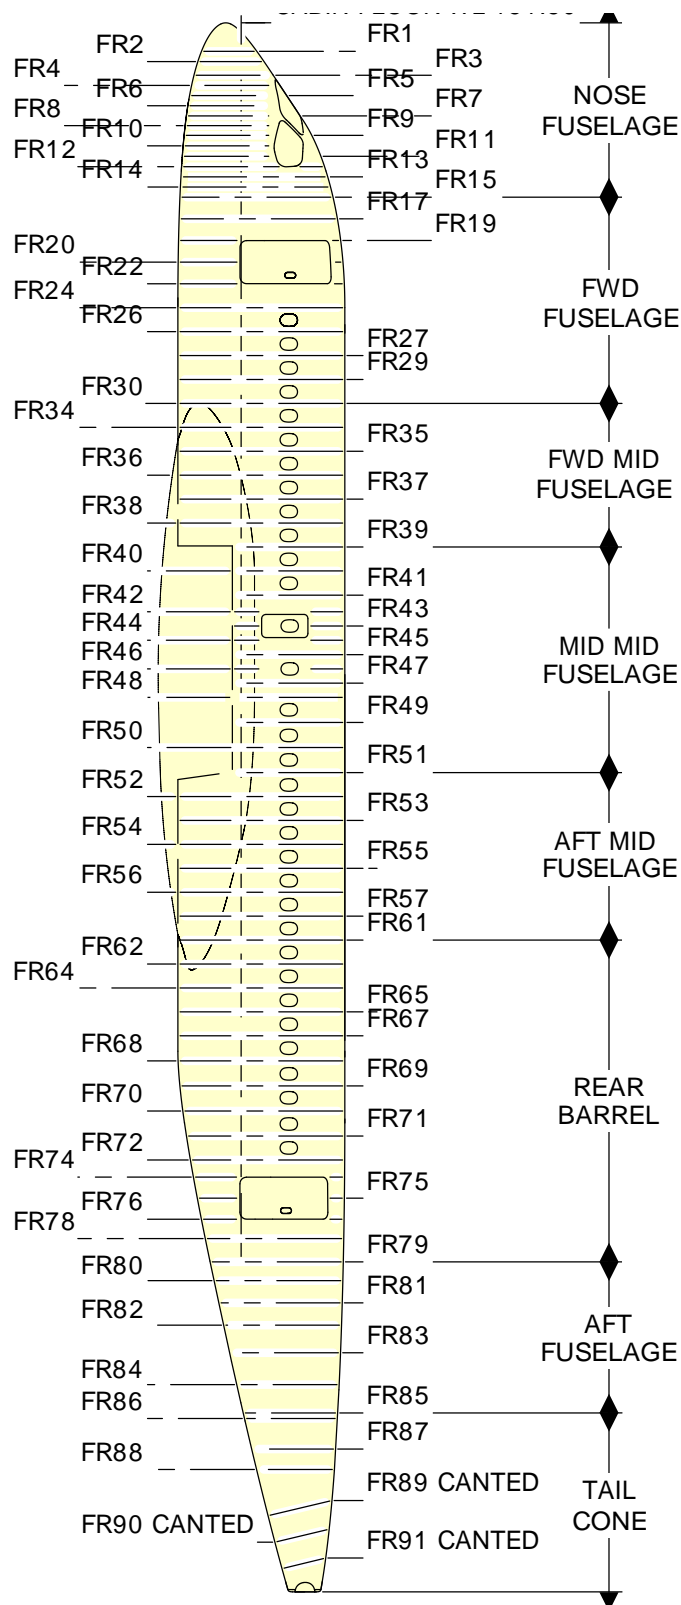 FR1
FR2
FR3
FR4
FR5
FR6
FR7
FR8
FR9
FR10
FR11
FR12
FR13
FR14
FR15
FR17
FR19
FR20
FR22
FR24
FR26
FR27
FR29
FR30
FR34
FR35
FR36
FR37
FR38
FR39
FR40
FR41
FR42
FR43
FR44
FR45
FR46
FR47
FR48
FR49
FR50
FR51
FR52
FR53
FR54
FR55
FR56
FR57
FR61
FR62
FR64
FR65
FR67
FR68
FR69
FR70
FR71
FR72
FR74
FR75
FR76
FR78
FR79
FR80
FR81
FR82
FR83
FR84
FR85
FR86
FR87
FR88
FR89 CANTED
FR90 CANTED
FR91 CANTED
NOSE
FUSELAGE
FWD
FUSELAGE
FWD MID
FUSELAGE
MID MID
FUSELAGE
AFT MID
FUSELAGE
REAR
BARREL
AFT
FUSELAGE
TAIL
CONE